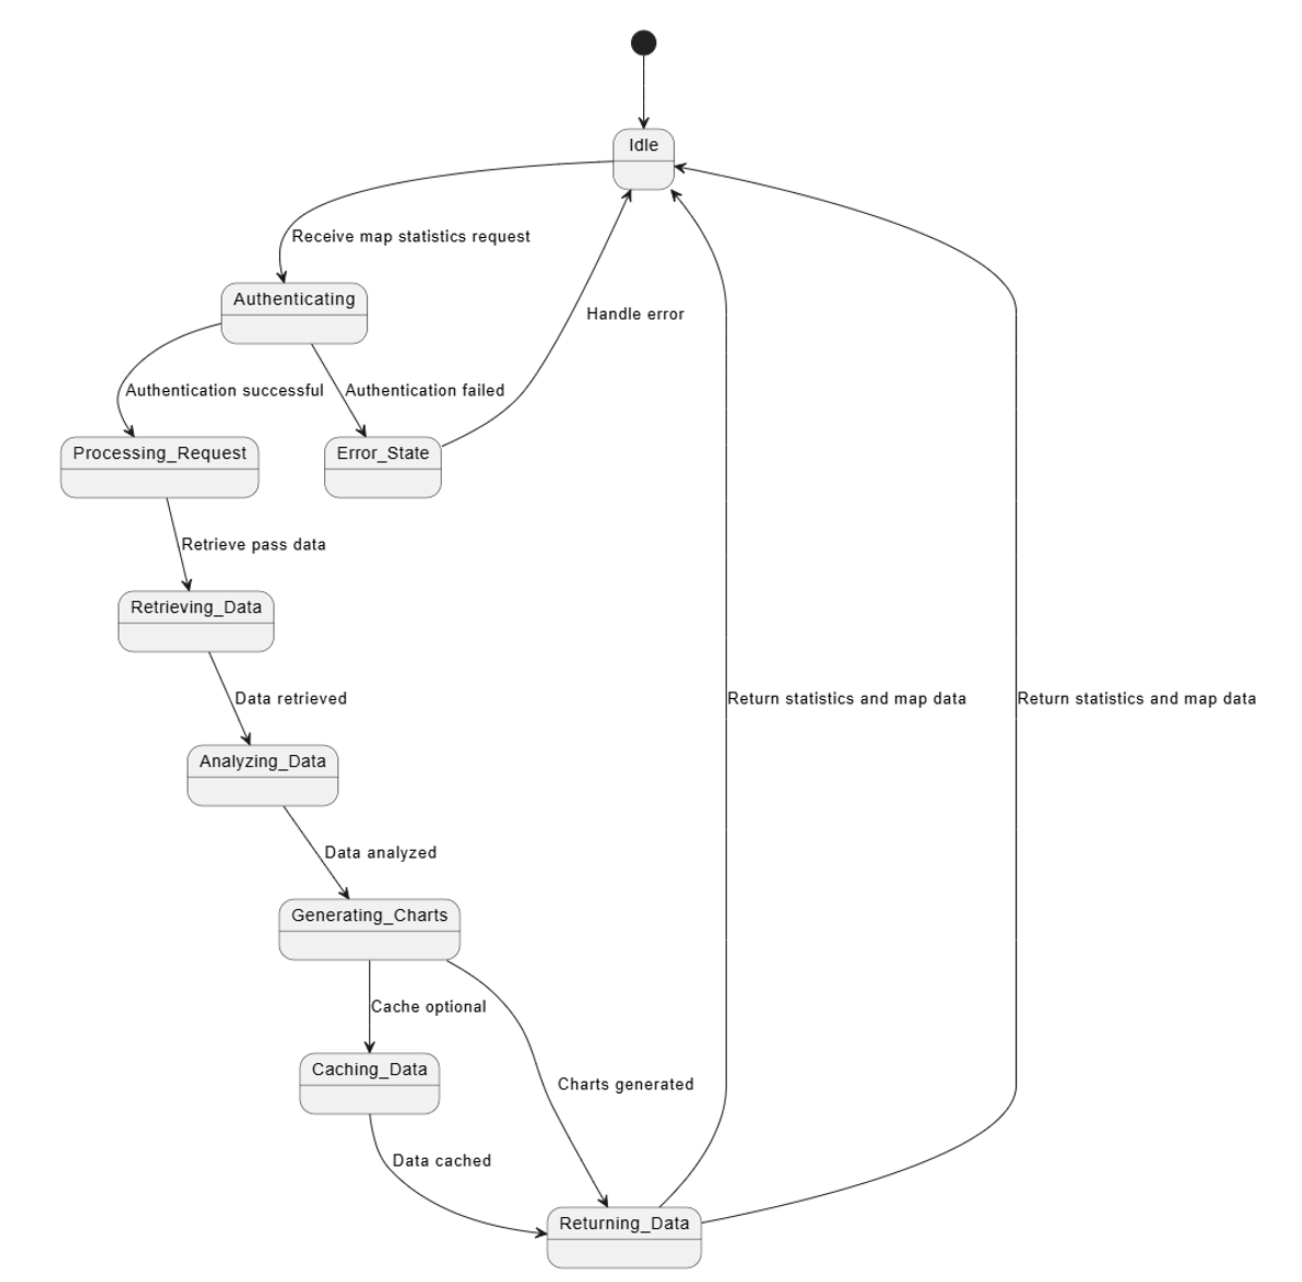 Idle
Receive map statistics request
Authenticating
Handle error
Authentication successful
Authentication failed
Processing_Request
Error_State
Retrieve pass data
Retrieving_Data
Data retrieved
Return statistics and map data
Return statistics and map data
Analyzing_Data
Data analyzed
Generating_Charts
Cache optional
Caching_Data
Charts generated
Data cached
Returning_Data